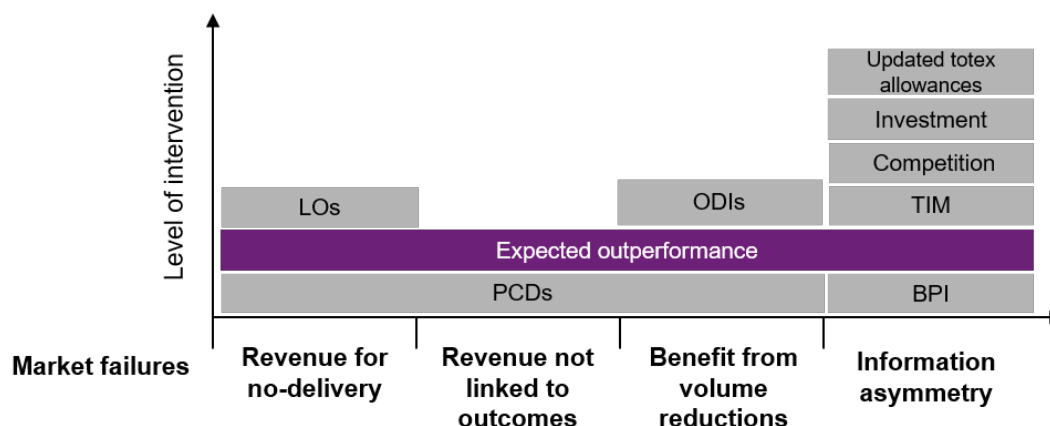 Level of intervention
Updated totex
allowances
Investment
Competition
LOs
ODIs
TIM
Expected outperformance
PCDs
BPI
Market failures
Revenue for
no-delivery
Revenue not
linked to
outcomes
Benefit from
volume
reductions
Information
asymmetry